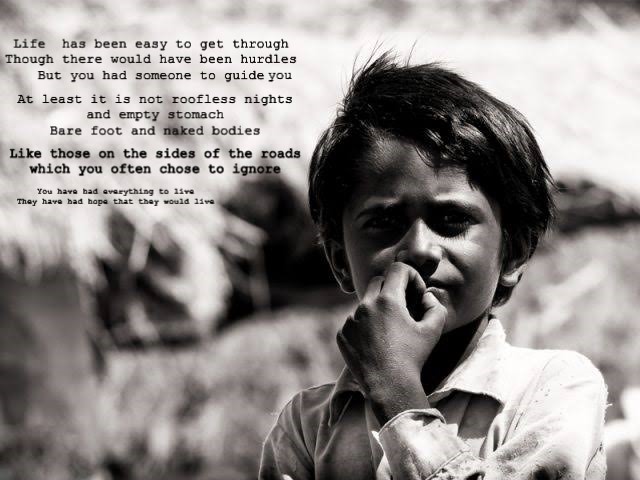 Life has been easy to get through
Though there would have been hurdles
But you had someone to guide you
At least it is not roofless nights
and empty stomach
Bare foot and naked bodies
Like those on the sides of the roads
which you often chose to ignore
You have had everything to live
They have had hope that they would live